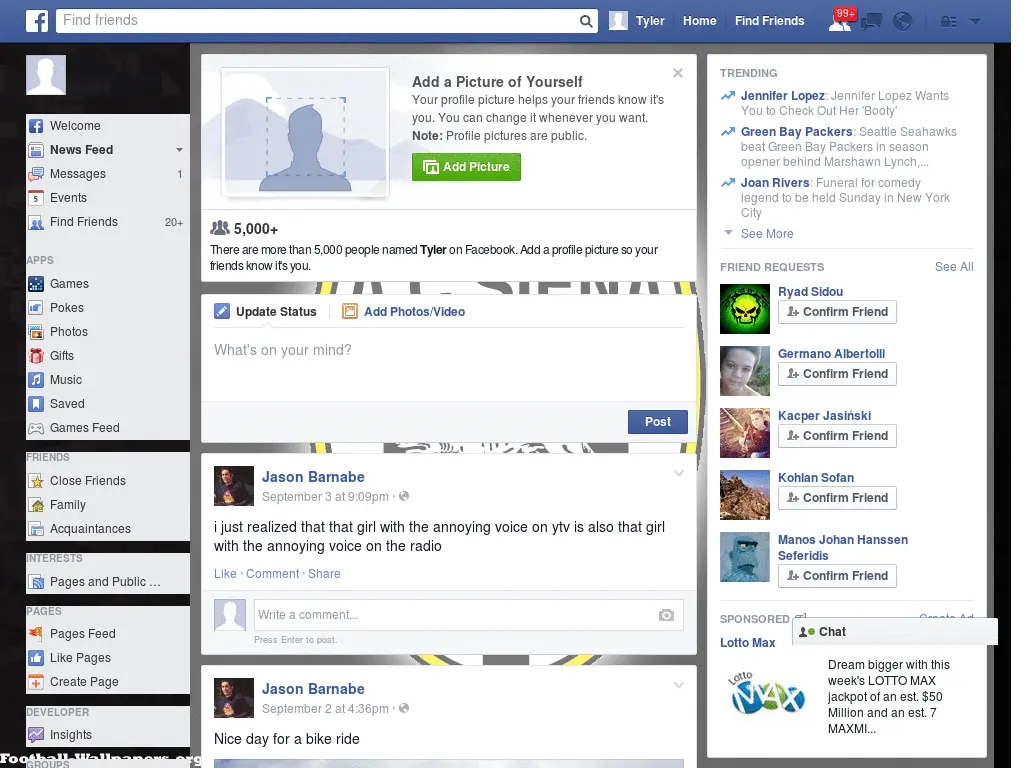 Find friends
Tyler
Home
Find Friends
99+
Welcome
News Feed
Messages 1
5 Events
Find Friends 20+
APPS
Games
Pokes
Photos
Gifts
Music
Saved
Games Feed
FRIENDS
Close Friends
Family
Acquaintances
INTERESTS
Pages and Public ...
PAGES
Pages Feed
Like Pages
Create Page
DEVELOPER
Insights
GROUPS
Football-Wallpapers.org
Add a Picture of Yourself
Your profile picture helps your friends know it's
you. You can change it whenever you want.
Note: Profile pictures are public.
Add Picture
5,000+
There are more than 5,000 people named Tyler on Facebook. Add a profile picture so your
friends know it's you.
Update Status
Add Photos/Video
What's on your mind?
Post
Jason Barnabe
September 3 at 9:09pm ·
i just realized that that girl with the annoying voice on ytv is also that girl
with the annoying voice on the radio
Like · Comment · Share
Write a comment...
Press Enter to post.
Jason Barnabe
September 2 at 4:36pm ·
Nice day for a bike ride
TRENDING
Jennifer Lopez: Jennifer Lopez Wants
You to Check Out Her 'Booty'
Green Bay Packers: Seattle Seahawks
beat Green Bay Packers in season
opener behind Marshawn Lynch,...
Joan Rivers: Funeral for comedy
legend to be held Sunday in New York
City
See More
FRIEND REQUESTS See All
Ryad Sidou
Confirm Friend
Germano Albertolli
Confirm Friend
Kacper Jasiński
Confirm Friend
Kohlan Sofan
Confirm Friend
Manos Johan Hanssen
Seferidis
Confirm Friend
SPONSORED Create Ad
Chat
Lotto Max
Lotto
MAX
Dream bigger with this
week's LOTTO MAX
jackpot of an est. $50
Million and an est. 7
MAXMI...